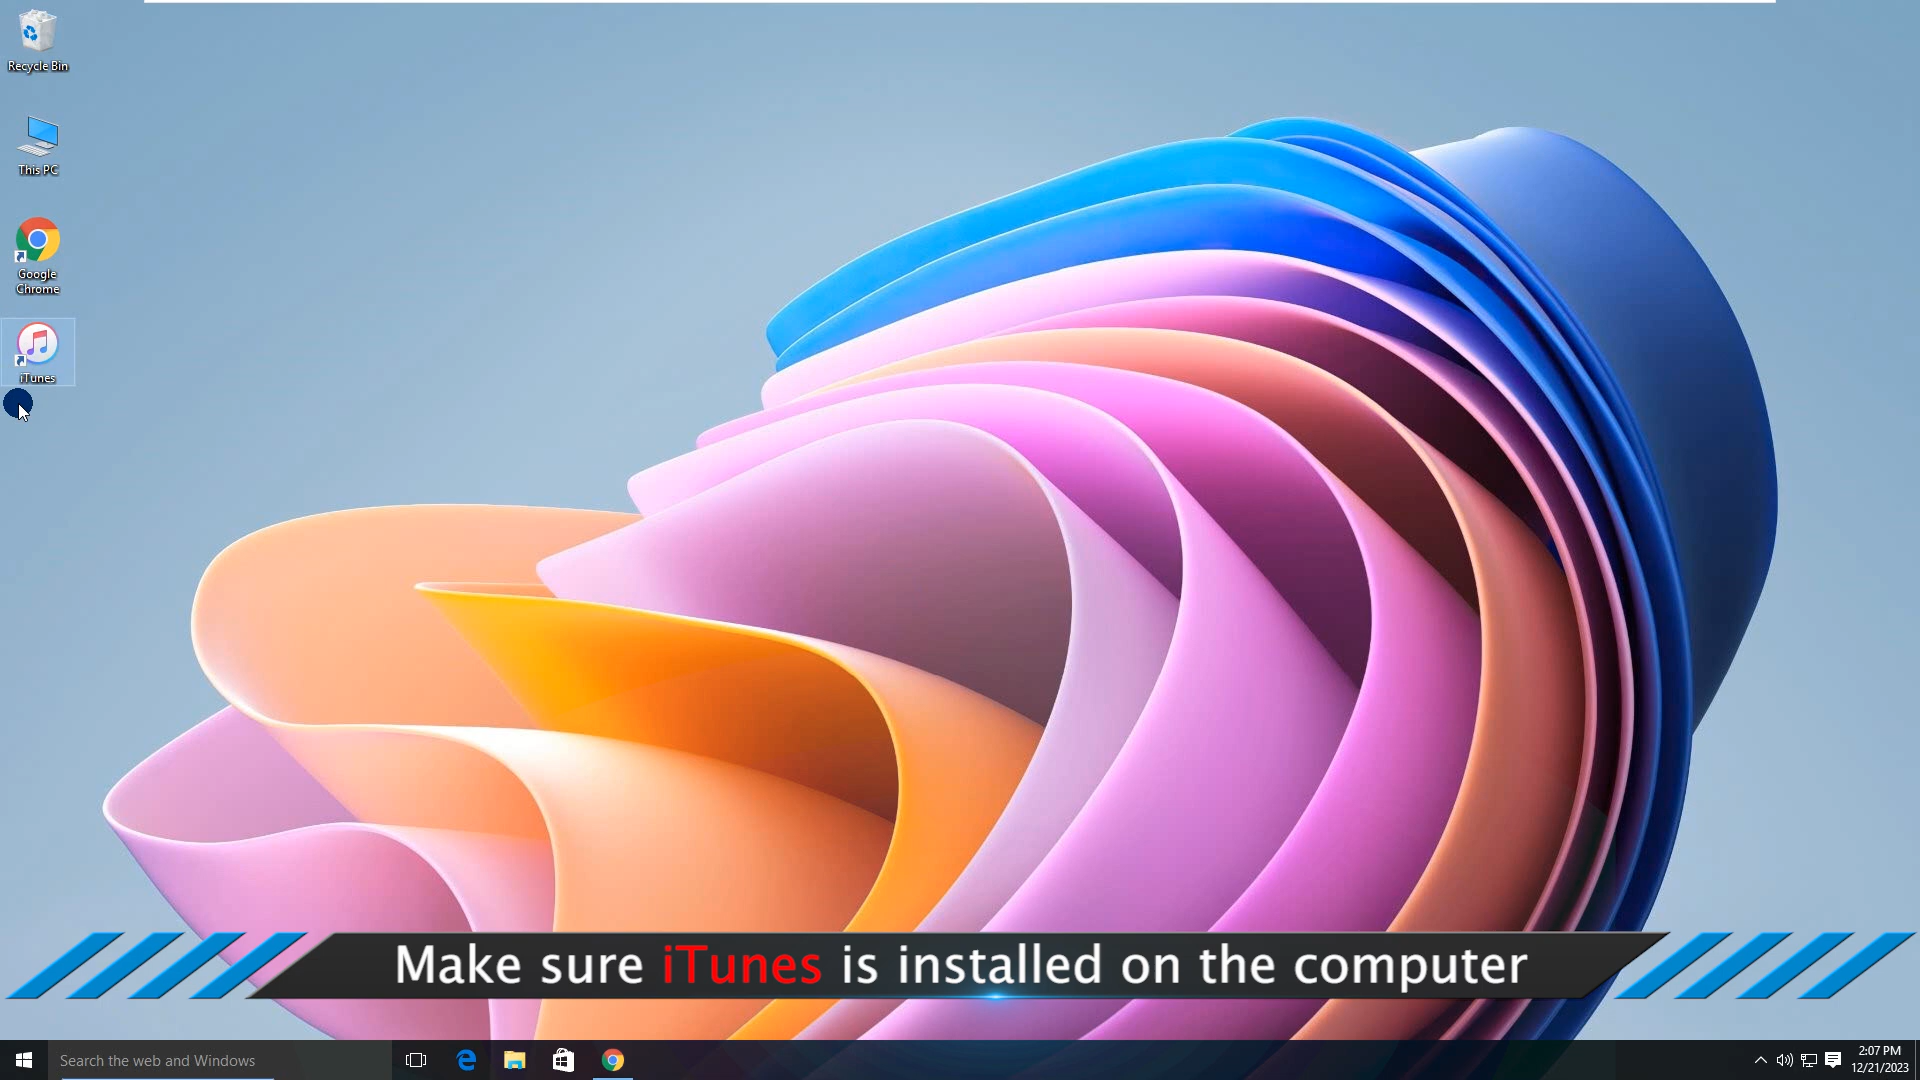 Recycle Bin
This PC
Google
Chrome
iTunes
Make sure iTunes is installed on the computer
Search the web and Windows
2:07 PM
12/21/2023